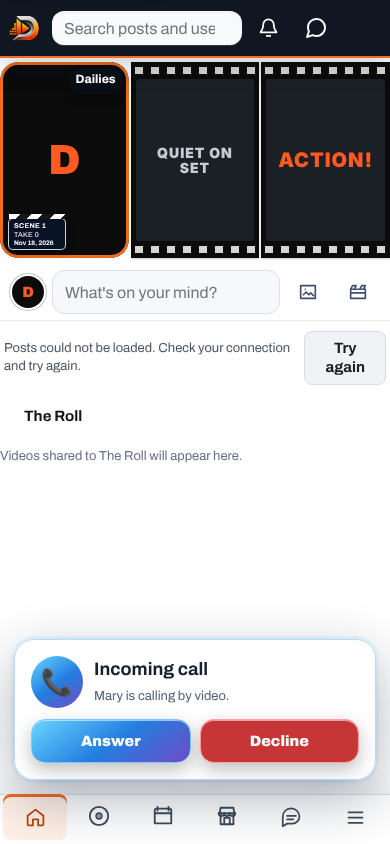 Search posts and use
Dailies
D
SCENE 1
TAKE 0
Nov 18, 2026
QUIET ON
SET
ACTION!
D
What's on your mind?
Posts could not be loaded. Check your connection
and try again.
Try
again
The Roll
Videos shared to The Roll will appear here.
Incoming call
Mary is calling by video.
Answer
Decline